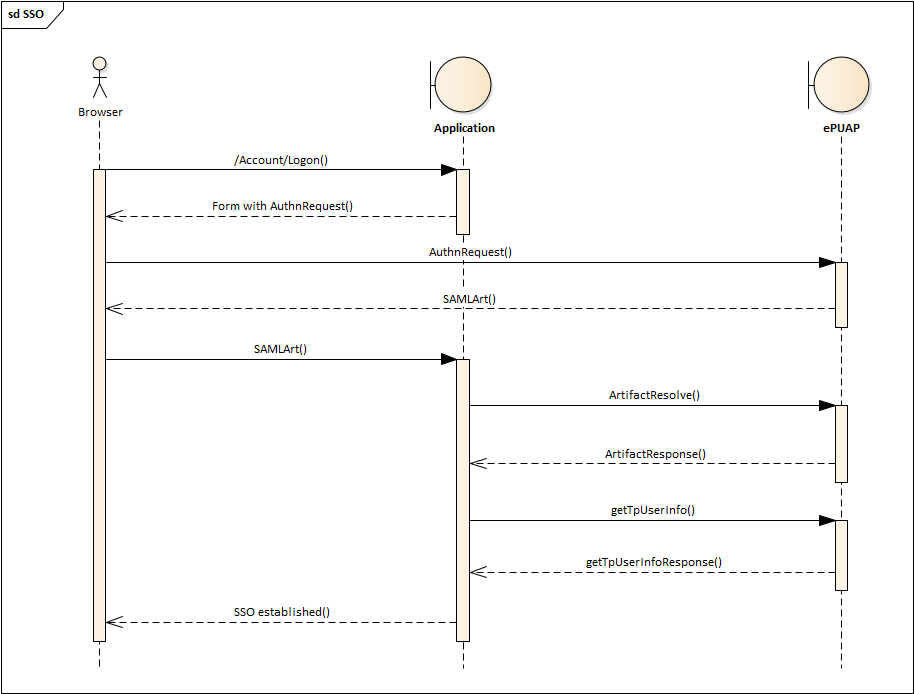 sd SSO
Browser
Application
ePUAP
/Account/Logon()
Form with AuthnRequest()
AuthnRequest()
SAMLArt()
SAMLArt()
ArtifactResolve()
ArtifactResponse()
getTpUserInfo()
getTpUserInfoResponse()
SSO established()